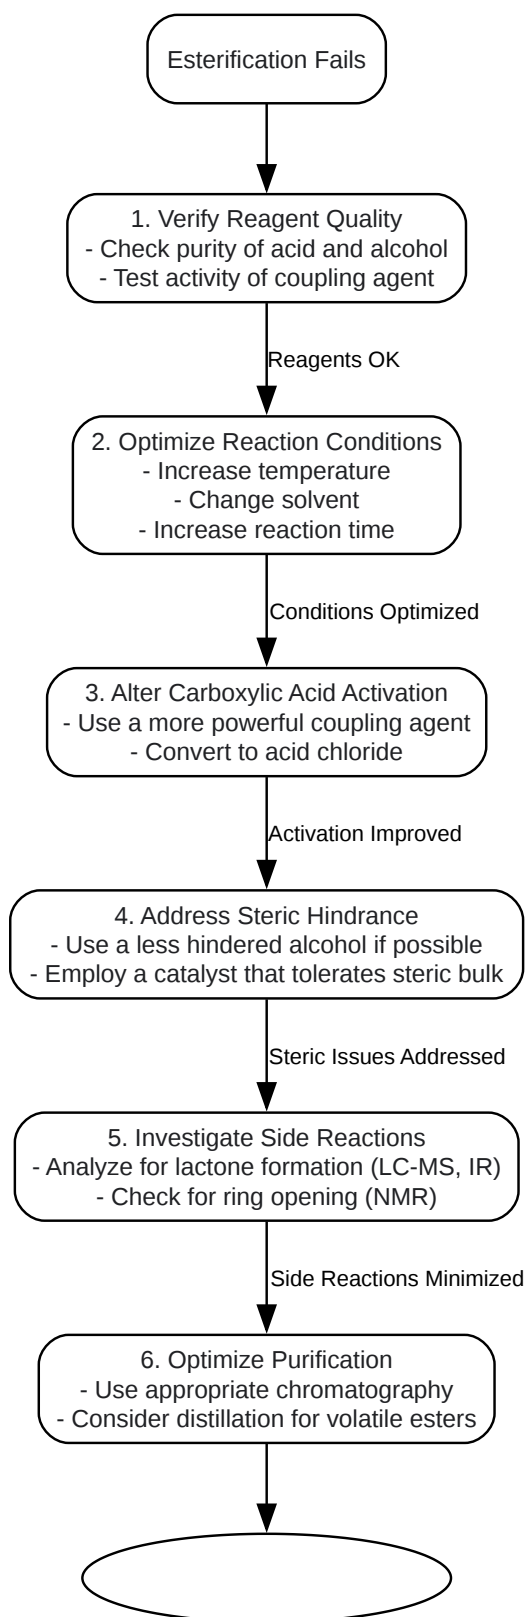 Esterification Fails
1. Verify Reagent Quality
- Check purity of acid and alcohol
- Test activity of coupling agent
Reagents OK
2. Optimize Reaction Conditions
- Increase temperature
- Change solvent
- Increase reaction time
Conditions Optimized
3. Alter Carboxylic Acid Activation
- Use a more powerful coupling agent
- Convert to acid chloride
Activation Improved
4. Address Steric Hindrance
- Use a less hindered alcohol if possible
- Employ a catalyst that tolerates steric bulk
Steric Issues Addressed
5. Investigate Side Reactions
- Analyze for lactone formation (LC-MS, IR)
- Check for ring opening (NMR)
Side Reactions Minimized
6. Optimize Purification
- Use appropriate chromatography
- Consider distillation for volatile esters